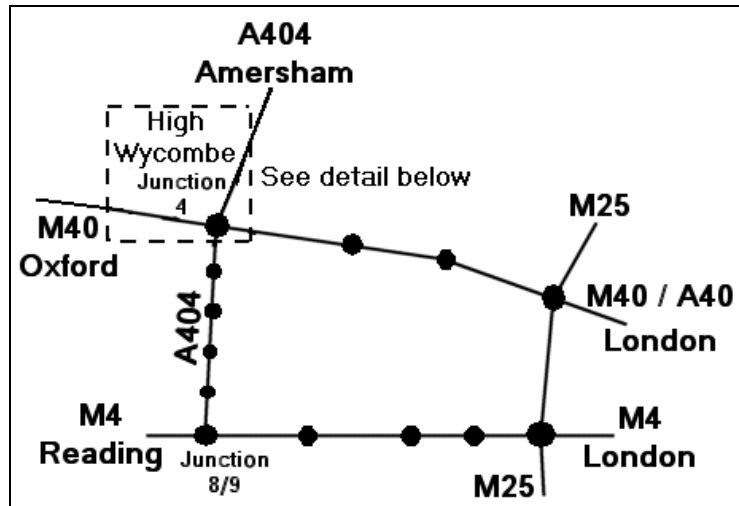 A404
Amersham
High
Wycombe
Junction
4
See detail below
M25
M40
Oxford
M40 / A40
London
A404
M4
Reading
Junction
8/9
M4
London
M25